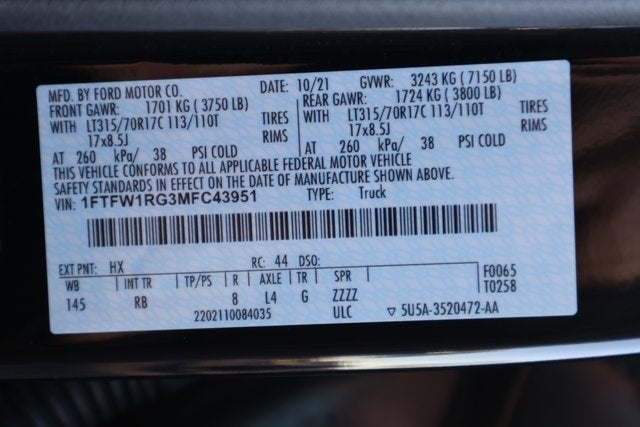 MFD. BY FORD MOTOR CO. DATE: 10/21 GVWR: 3243 KG ( 7150 LB)
FRONT GAWR: 1701 KG ( 3750 LB) REAR GAWR: 1724 KG ( 3800 LB)
WITH LT315/70R17C 113/110T TIRES WITH LT315/70R17C 113/110T TIRES
17x8.5J RIMS 17x8.5J RIMS
AT 260 kPa/ 38 PSI COLD AT 260 kPa/ 38 PSI COLD
THIS VEHICLE CONFORMS TO ALL APPLICABLE FEDERAL MOTOR VEHICLE
SAFETY STANDARDS IN EFFECT ON THE DATE OF MANUFACTURE SHOWN ABOVE.
VIN: 1FTFW1RG3MFC43951 TYPE: Truck
EXT PNT: HX RC: 44 DSO: F0065
WB INT TR TP/PS R AXLE TR SPR T0258
145 RB 8 L4 G ZZZZ
2202110084035 ULC ▽ 5U5A-3520472-AA